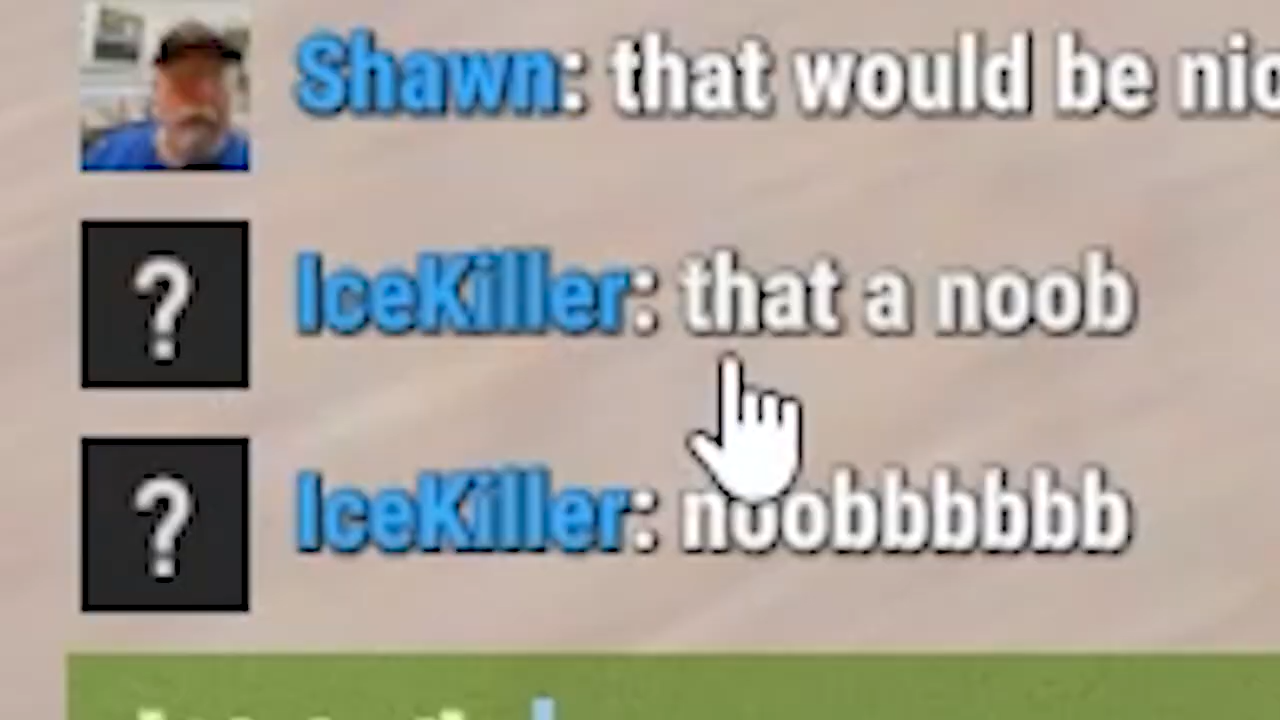 Shawn: that would be
? IceKiller: that a noob
? IceKiller: noobbbbbb